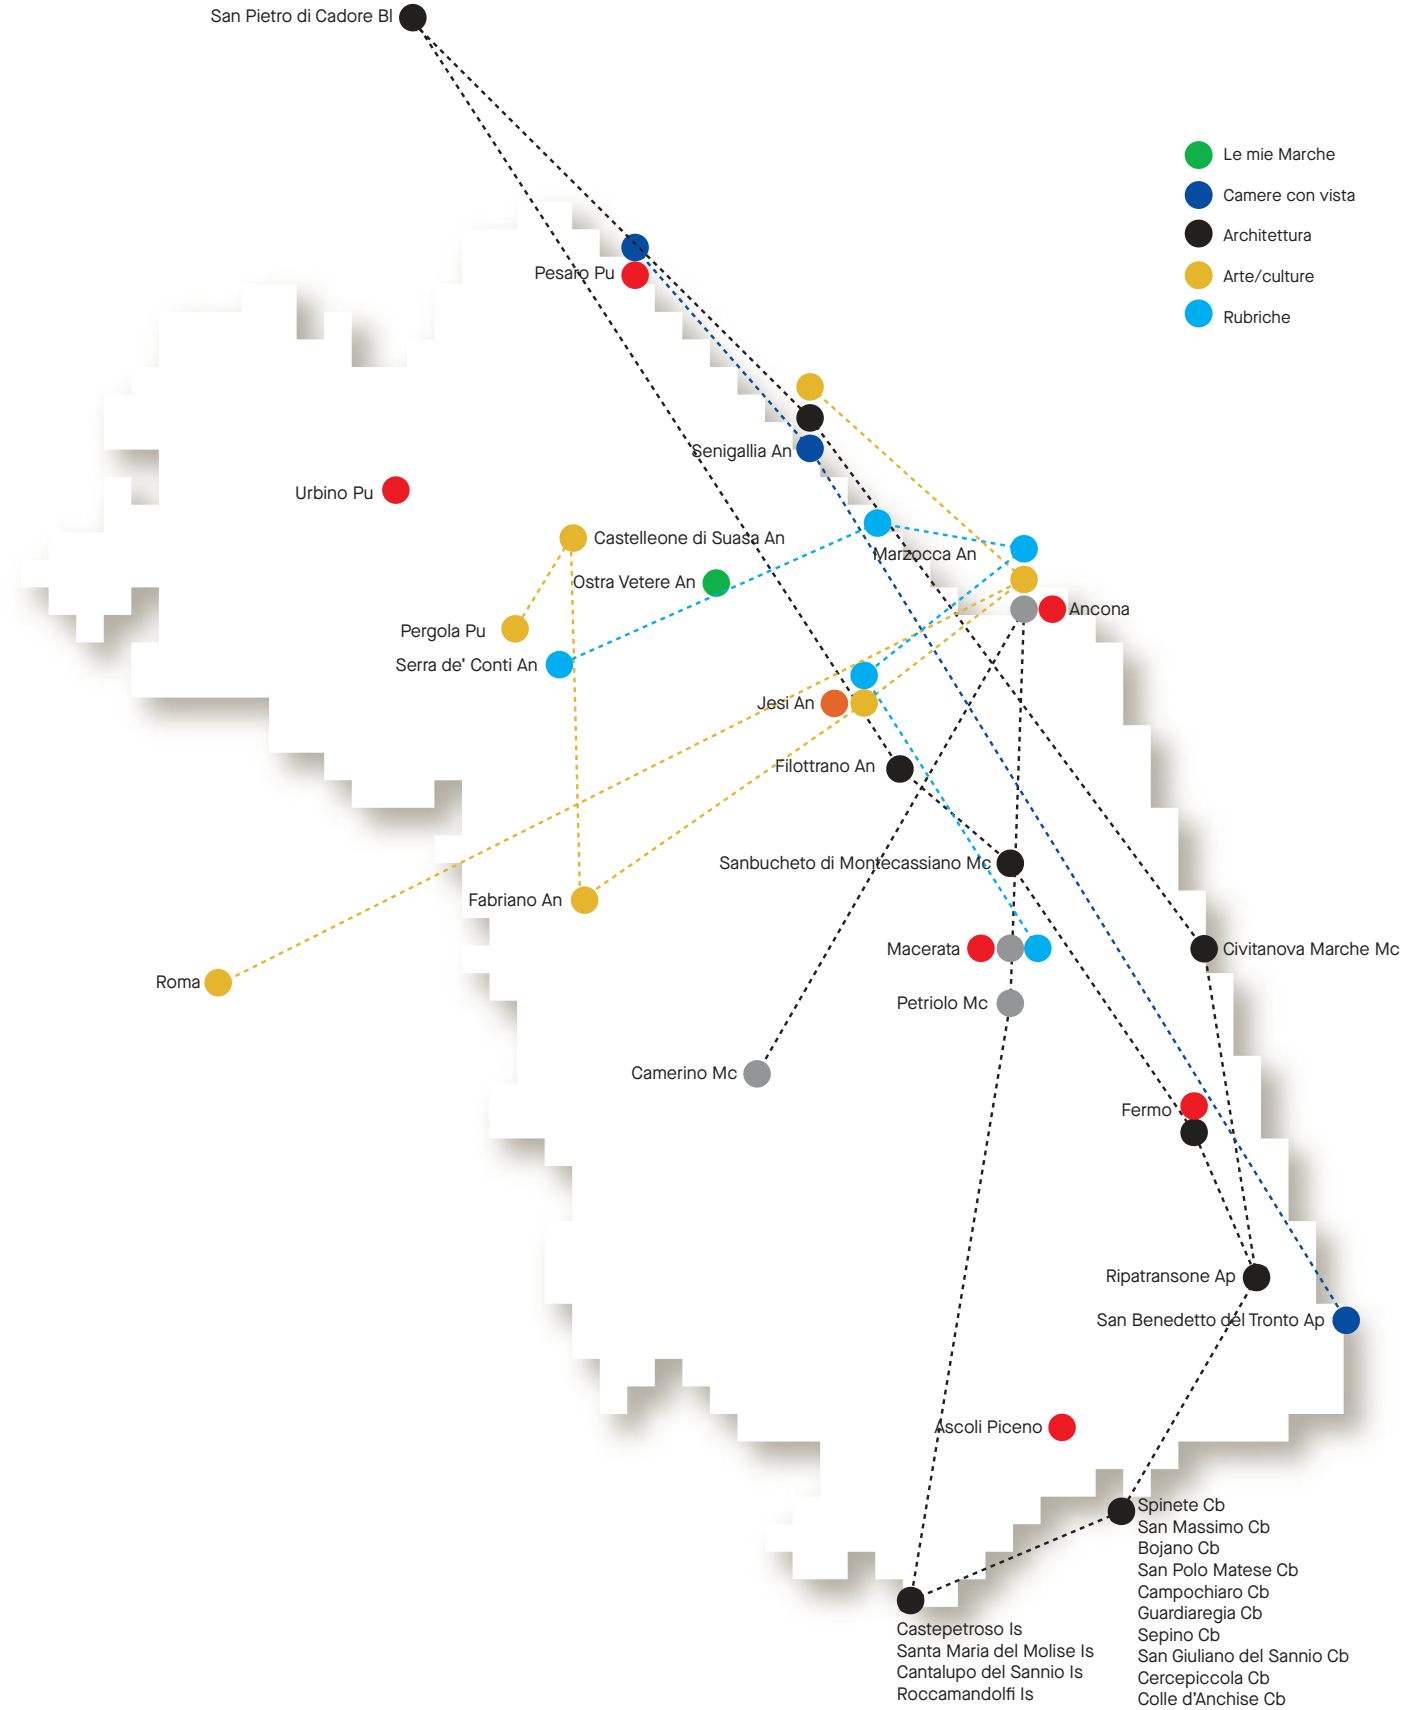 San Pietro di Cadore Bl
Le mie Marche
Camere con vista
Architettura
Arte/culture
Rubriche
Pesaro Pu
Senigallia An
Urbino Pu
Castelleone di Suasa An
Marzocca An
Ostra Vetere An
Ancona
Pergola Pu
Serra de' Conti An
Jesi An
Filottrano An
Sanbucheto di Montecassiano Mc
Fabriano An
Macerata
Civitanova Marche Mc
Roma
Petriolo Mc
Camerino Mc
Fermo
Ripatransone Ap
San Benedetto del Tronto Ap
Ascoli Piceno
Spinete Cb
San Massimo Cb
Bojano Cb
San Polo Matese Cb
Campochiaro Cb
Guardiaregia Cb
Sepino Cb
San Giuliano del Sannio Cb
Cercepiccola Cb
Colle d'Anchise Cb
Castepetroso Is
Santa Maria del Molise Is
Cantalupo del Sannio Is
Roccamandolfi Is